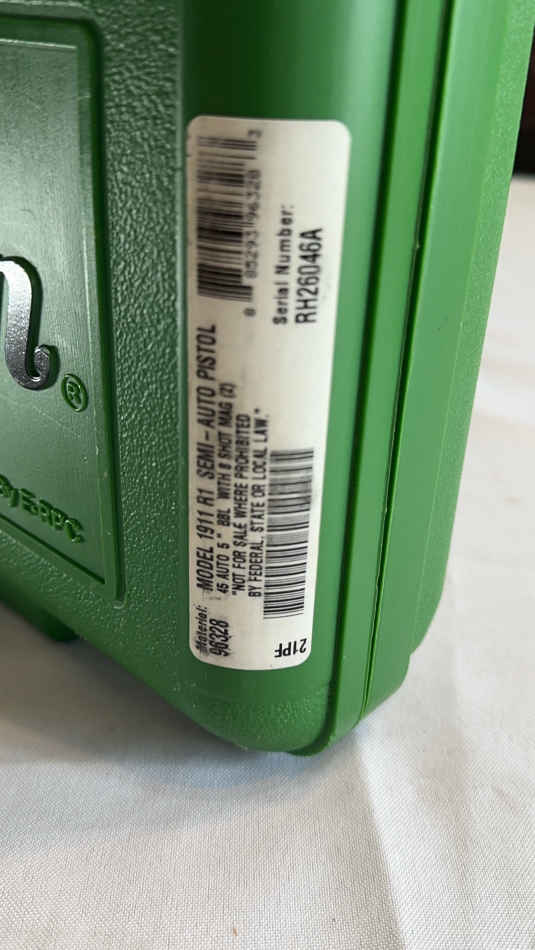 8 85293 96328 3
Serial Number:
RH26046A
Material:
96328
MODEL 1911 R1 SEMI-AUTO PISTOL
45 AUTO 5" BBL WITH 8 SHOT MAG (2)
"NOT FOR SALE WHERE PROHIBITED
BY FEDERAL, STATE OR LOCAL LAW."
21PF
®